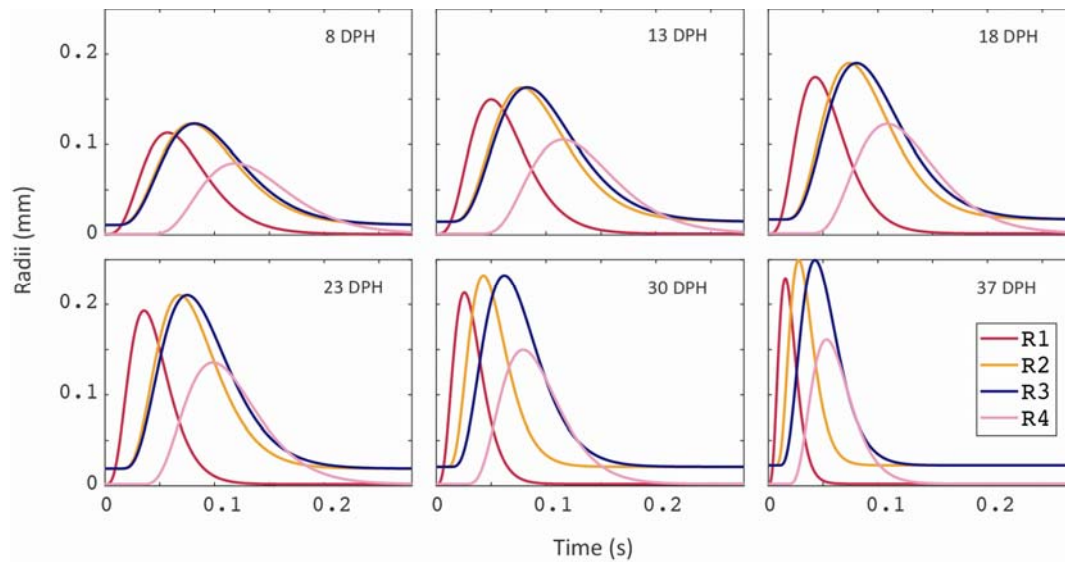 8 DPH
13 DPH
18 DPH
0.2
0.1
0
23 DPH
30 DPH
37 DPH
0.2
0.1
0
R1
R2
R3
R4
0 0.1 0.2
0 0.1 0.2
0 0.1 0.2
Radii (mm)
Time (s)